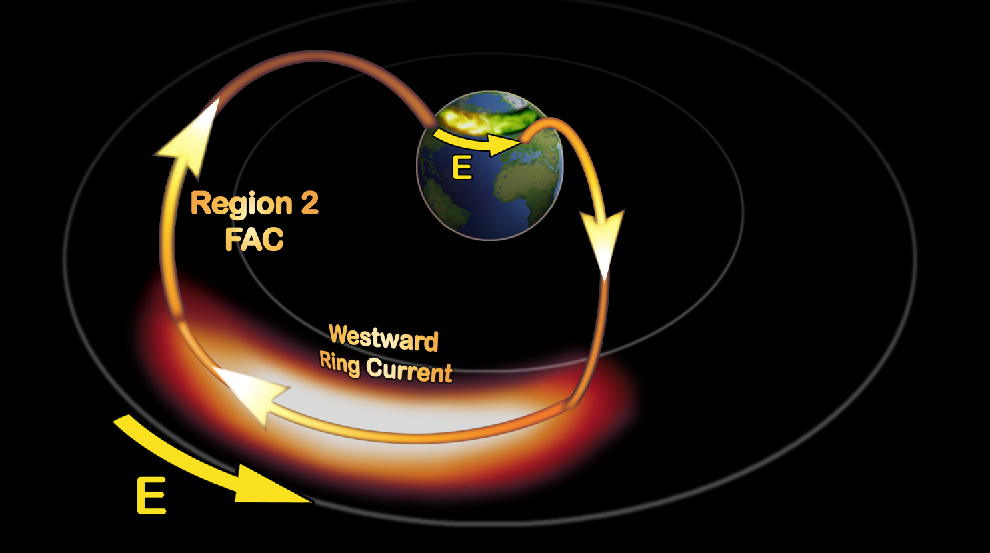 E
Region 2
FAC
Westward
Ring Current
E